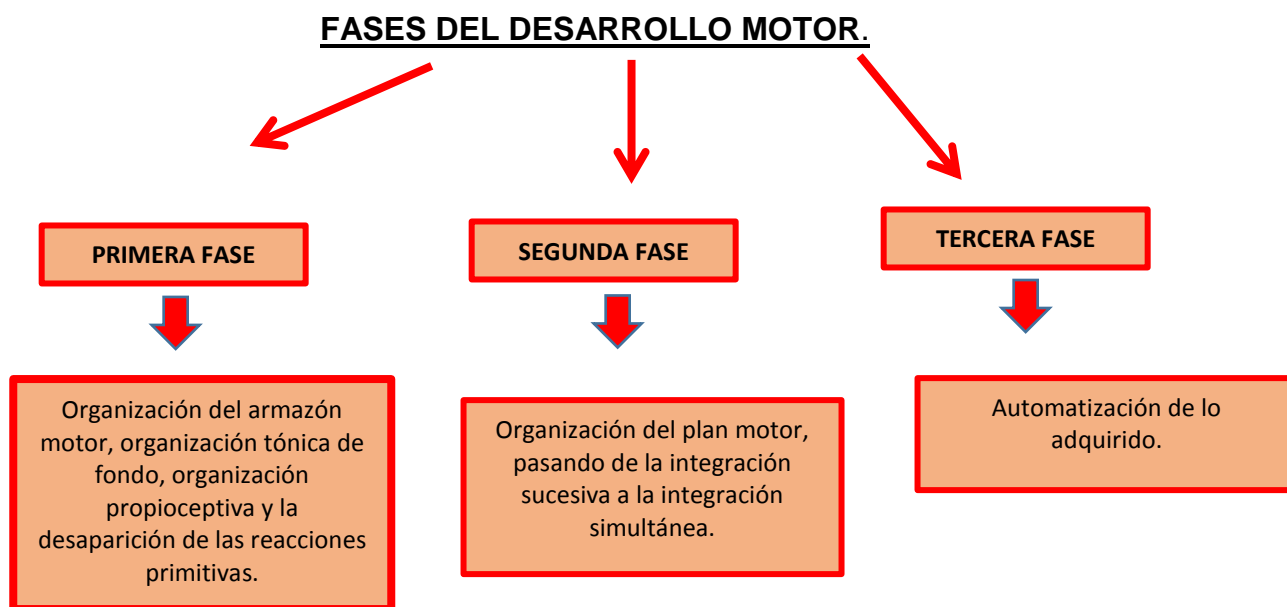 FASES DEL DESARROLLO MOTOR.
PRIMERA FASE
SEGUNDA FASE
TERCERA FASE
Organización del armazón
motor, organización tónica de
fondo, organización
propioceptiva y la
desaparición de las reacciones
primitivas.
Organización del plan motor,
pasando de la integración
sucesiva a la integración
simultánea.
Automatización de lo
adquirido.